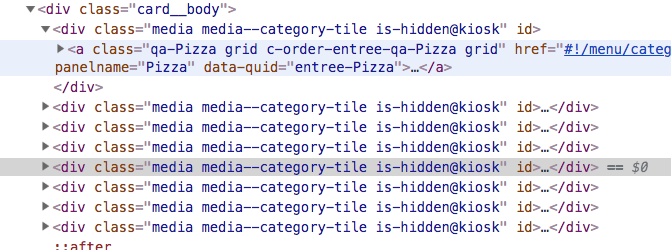 ▼<div class="card__body">
▼<div class="media media--category-tile is-hidden@kiosk" id>
▶<a class="qa-Pizza grid c-order-entree-qa-Pizza grid" href="#!/menu/categ
panelname="Pizza" data-quid="entree-Pizza">…</a>
</div>
▶<div class="media media--category-tile is-hidden@kiosk" id>…</div>
▶<div class="media media--category-tile is-hidden@kiosk" id>…</div>
▶<div class="media media--category-tile is-hidden@kiosk" id>…</div>
▶<div class="media media--category-tile is-hidden@kiosk" id>…</div> == $0
▶<div class="media media--category-tile is-hidden@kiosk" id>…</div>
▶<div class="media media--category-tile is-hidden@kiosk" id>…</div>
▶<div class="media media--category-tile is-hidden@kiosk" id>…</div>
::after